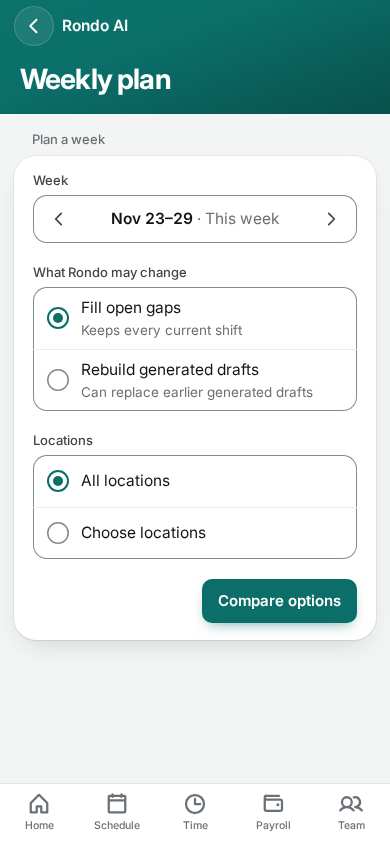 Rondo AI
Weekly plan
Plan a week
Week
Nov 23–29 · This week
What Rondo may change
Fill open gaps
Keeps every current shift
Rebuild generated drafts
Can replace earlier generated drafts
Locations
All locations
Choose locations
Compare options
Home Schedule Time Payroll Team